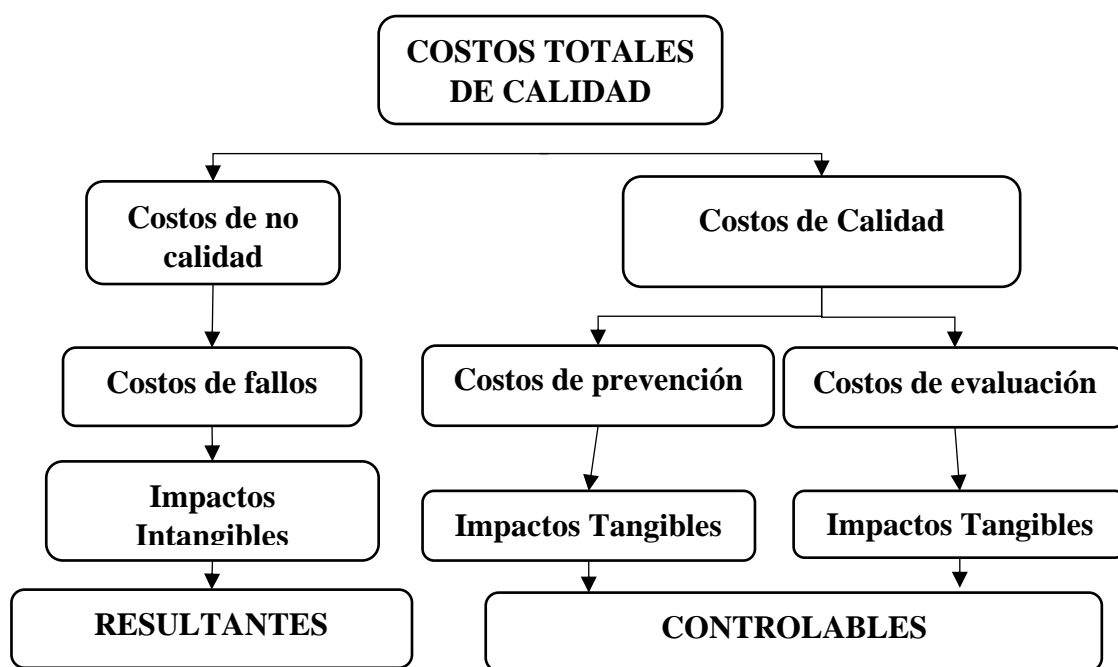 COSTOS TOTALES
DE CALIDAD
Costos de no
calidad
Costos de Calidad
Costos de fallos
Costos de prevención
Costos de evaluación
Impactos
Intangibles
Impactos Tangibles
Impactos Tangibles
RESULTANTES
CONTROLABLES